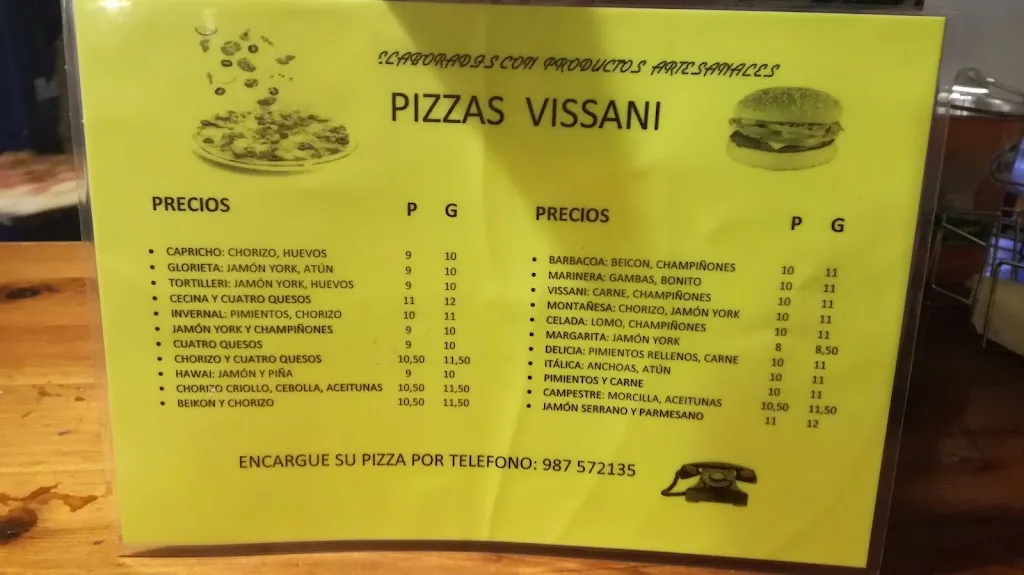 ELABORADAS CON PRODUCTOS ARTESANALES
PIZZAS VISSANI
PRECIOS P G
• CAPRICHO: CHORIZO, HUEVOS 9 10
• GLORIETA: JAMÓN YORK, ATÚN 9 10
• TORTILLERI: JAMÓN YORK, HUEVOS 9 10
• CECINA Y CUATRO QUESOS 11 12
• INVERNAL: PIMIENTOS, CHORIZO 10 11
• JAMÓN YORK Y CHAMPIÑONES 9 10
• CUATRO QUESOS 9 10
• CHORIZO Y CUATRO QUESOS 10,50 11,50
• HAWAI: JAMÓN Y PIÑA 9 10
• CHORIZO CRIOLLO, CEBOLLA, ACEITUNAS 10,50 11,50
• BEIKON Y CHORIZO 10,50 11,50
PRECIOS P G
• BARBACOA: BEICON, CHAMPIÑONES 10 11
• MARINERA: GAMBAS, BONITO 10 11
• VISSANI: CARNE, CHAMPIÑONES 10 11
• MONTAÑESA: CHORIZO, JAMÓN YORK 10 11
• CELADA: LOMO, CHAMPIÑONES 10 11
• MARGARITA: JAMÓN YORK 8 8,50
• DELICIA: PIMIENTOS RELLENOS, CARNE 10 11
• ITÁLICA: ANCHOAS, ATÚN 10 11
• PIMIENTOS Y CARNE 10 11
• CAMPESTRE: MORCILLA, ACEITUNAS 10,50 11,50
• JAMÓN SERRANO Y PARMESANO 11 12
ENCARGUE SU PIZZA POR TELEFONO: 987 572135